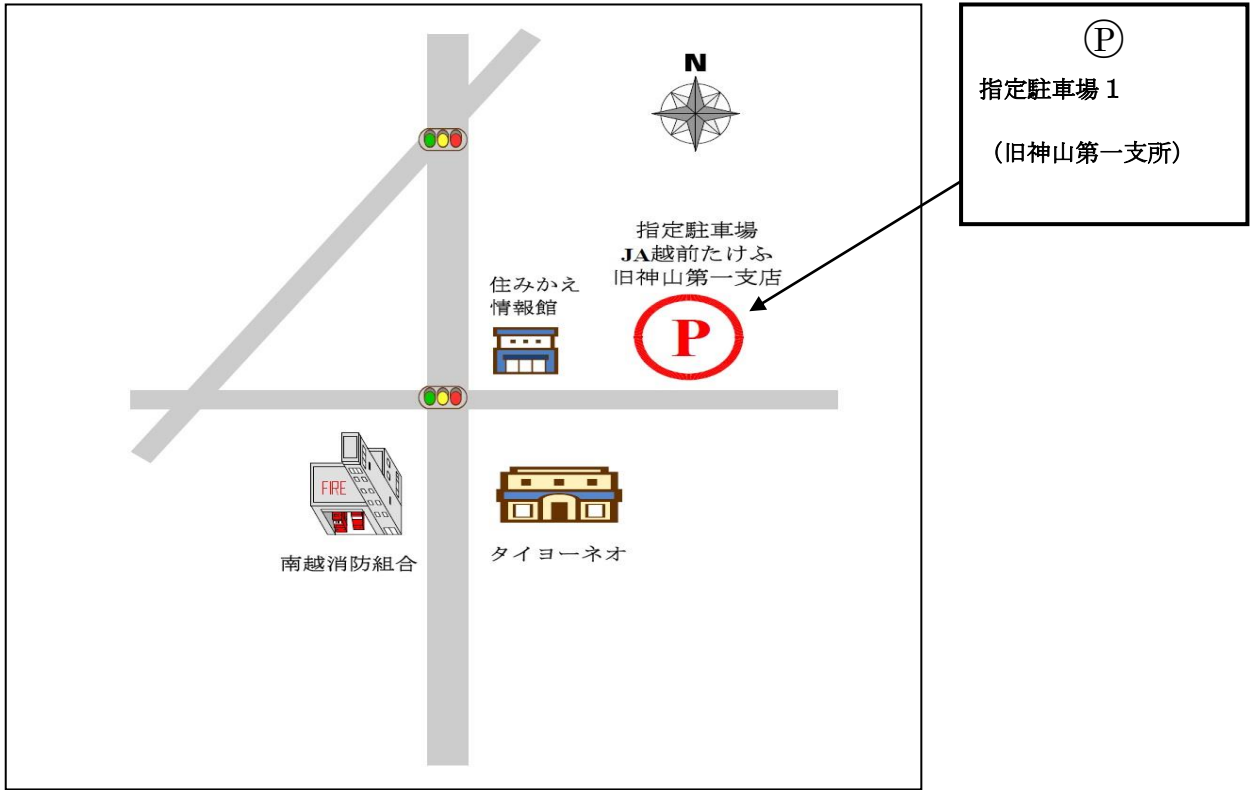 N
指定駐車場
JA越前たけふ
旧神山第一支店
P
住みかえ
情報館
FIRE
南越消防組合
タイヨーネオ
Ⓟ
指定駐車場１
（旧神山第一支所）